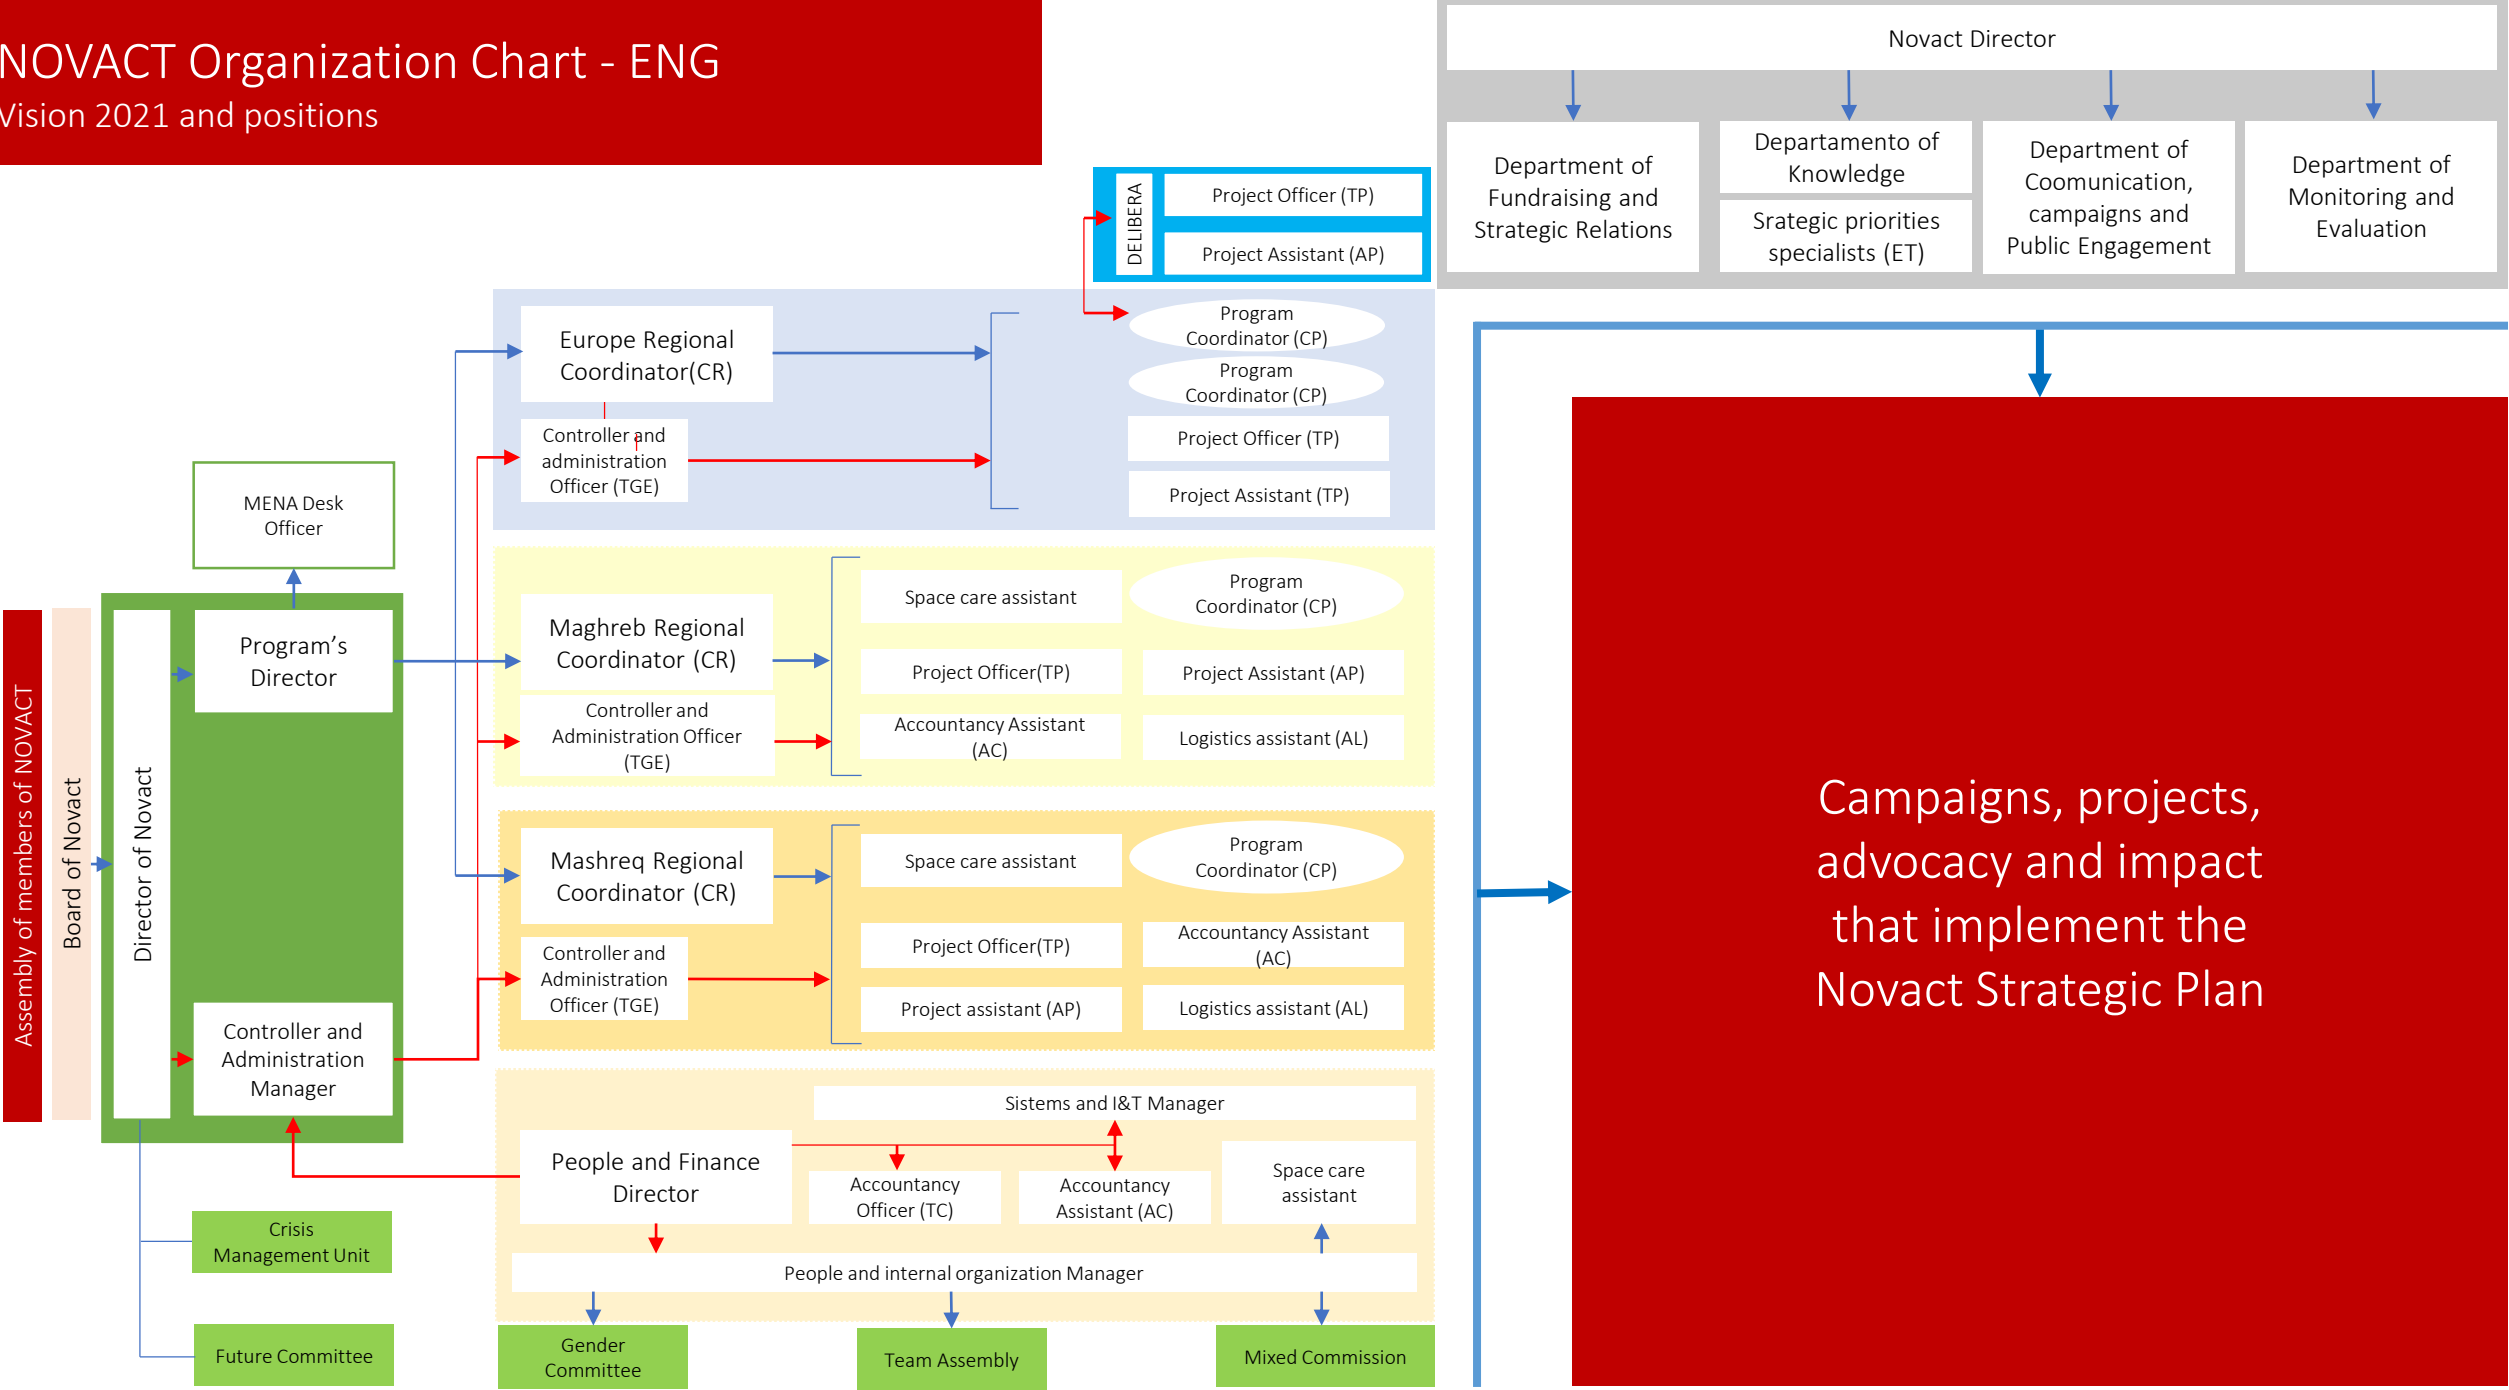 NOVACT Organization Chart - ENG
Vision 2021 and positions
Novact Director
Department of
Fundraising and
Strategic Relations
Departamento of
Knowledge
Srategic priorities
specialists (ET)
Department of
Coomunication,
campaigns and
Public Engagement
Department of
Monitoring and
Evaluation
DELIBERA
Project Officer (TP)
Project Assistant (AP)
Europe Regional
Coordinator(CR)
Controller and
administration
Officer (TGE)
Program
Coordinator (CP)
Program
Coordinator (CP)
Project Officer (TP)
Project Assistant (TP)
MENA Desk
Officer
Assembly of members of NOVACT
Board of Novact
Director of Novact
Program's
Director
Controller and
Administration
Manager
Maghreb Regional
Coordinator (CR)
Controller and
Administration Officer
(TGE)
Space care assistant
Program
Coordinator (CP)
Project Officer(TP)
Project Assistant (AP)
Accountancy Assistant
(AC)
Logistics assistant (AL)
Mashreq Regional
Coordinator (CR)
Controller and
Administration
Officer (TGE)
Space care assistant
Program
Coordinator (CP)
Project Officer(TP)
Accountancy Assistant
(AC)
Project assistant (AP)
Logistics assistant (AL)
Sistems and I&T Manager
People and Finance
Director
Accountancy
Officer (TC)
Accountancy
Assistant (AC)
Space care
assistant
People and internal organization Manager
Crisis
Management Unit
Future Committee
Gender
Committee
Team Assembly
Mixed Commission
Campaigns, projects,
advocacy and impact
that implement the
Novact Strategic Plan